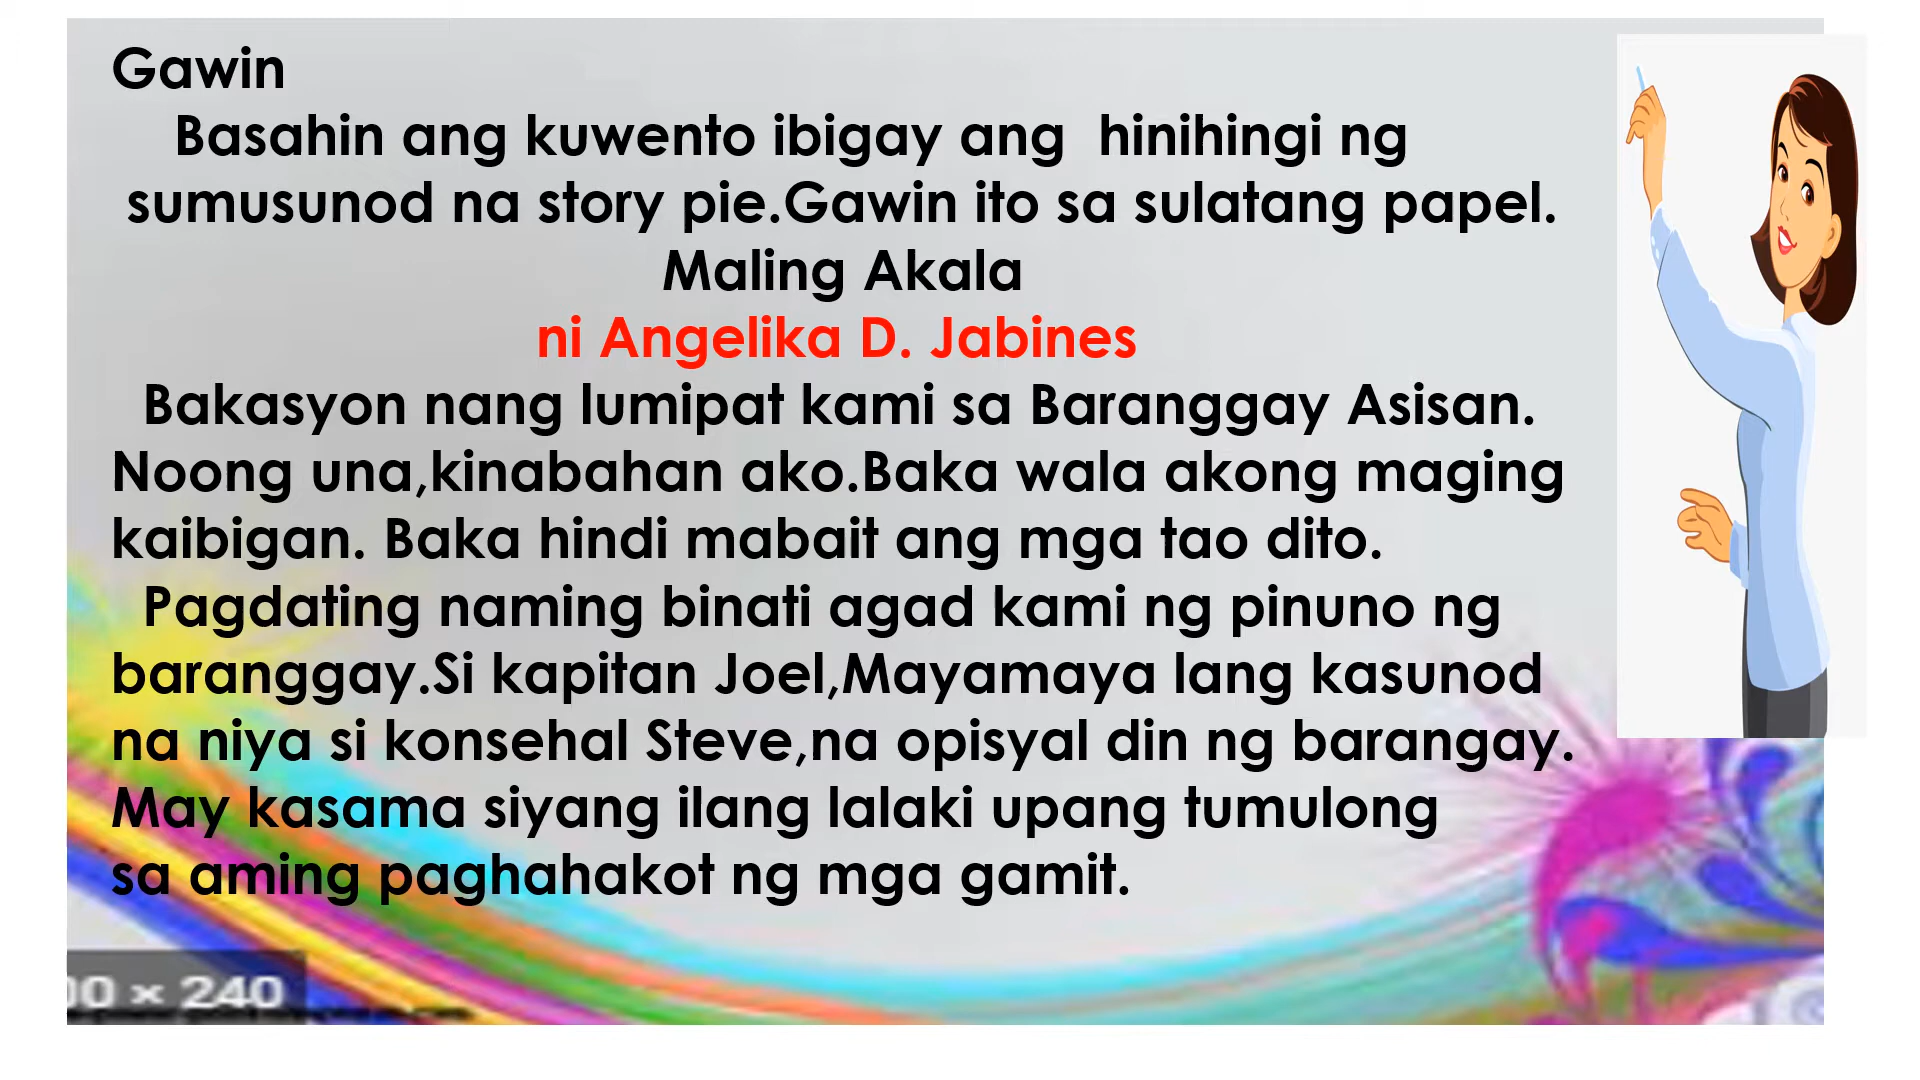 Gawin
Basahin ang kuwento ibigay ang hinihingi ng
sumusunod na story pie.Gawin ito sa sulatang papel.
Maling Akala
ni Angelika D. Jabines
Bakasyon nang lumipat kami sa Baranggay Asisan.
Noong una,kinabahan ako.Baka wala akong maging
kaibigan. Baka hindi mabait ang mga tao dito.
Pagdating naming binati agad kami ng pinuno ng
baranggay.Si kapitan Joel,Mayamaya lang kasunod
na niya si konsehal Steve,na opisyal din ng barangay.
May kasama siyang ilang lalaki upang tumulong
sa aming paghahakot ng mga gamit.
× 240